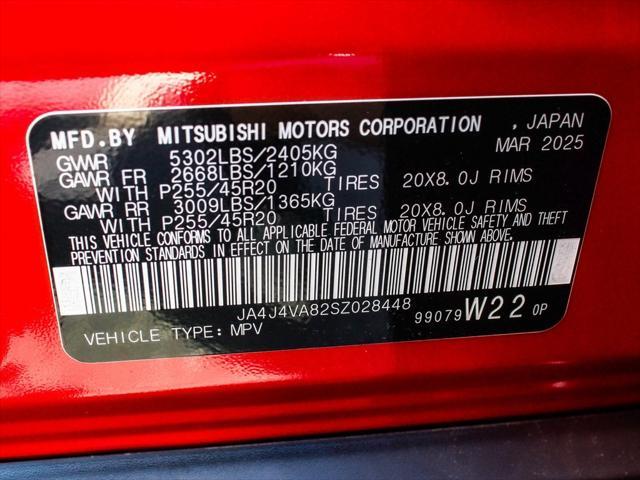 MFD.BY MITSUBISHI MOTORS CORPORATION , JAPAN
GVWR 5302LBS/2405KG MAR 2025
GAWR FR 2668LBS/1210KG
WITH P255/45R20 TIRES 20X8.0J RIMS
GAWR RR 3009LBS/1365KG
WITH P255/45R20 TIRES 20X8.0J RIMS
THIS VEHICLE CONFORMS TO ALL APPLICABLE FEDERAL MOTOR VEHICLE SAFETY AND THEFT
PREVENTION STANDARDS IN EFFECT ON THE DATE OF MANUFACTURE SHOWN ABOVE.
JA4J4VA82SZ028448
VEHICLE TYPE: MPV 99079 W22 0P